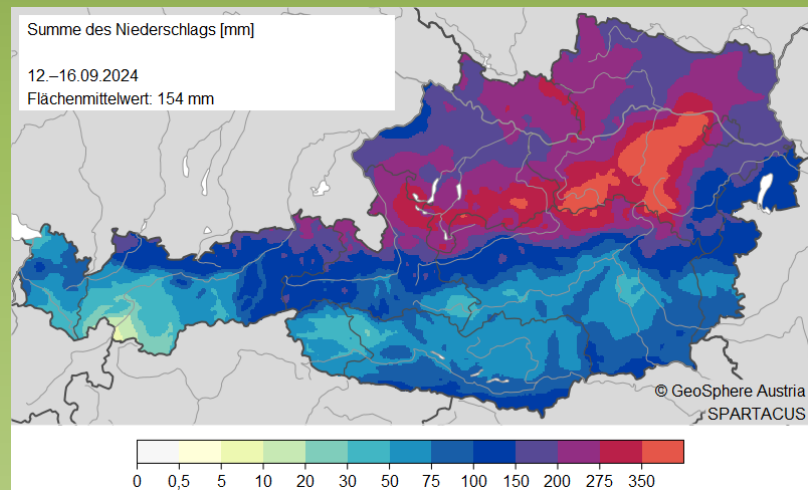 Summe des Niederschlags [mm]
12.–16.09.2024
Flächenmittelwert: 154 mm
© GeoSphere Austria
SPARTACUS
0 0,5 5 10 20 30 50 75 100 150 200 275 350